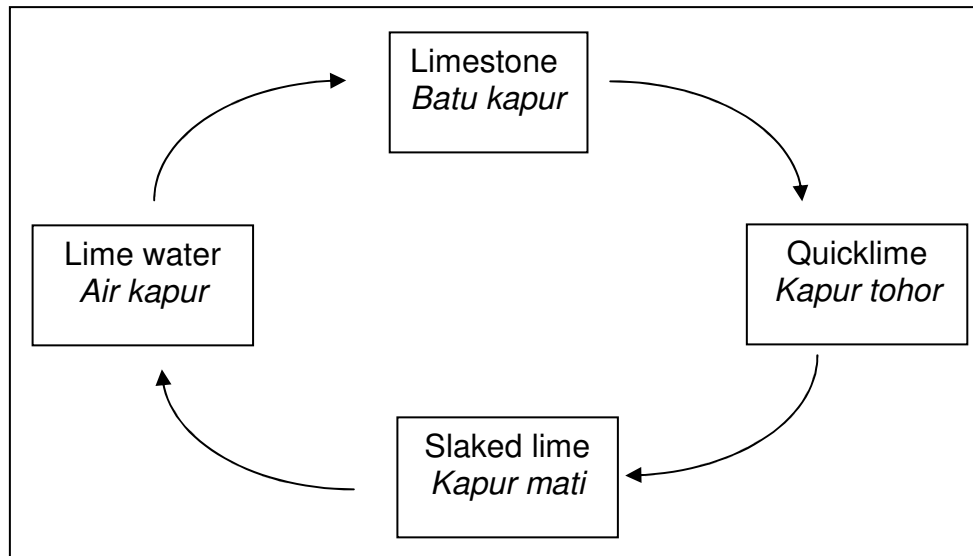 Limestone
Batu kapur
Lime water
Air kapur
Quicklime
Kapur tohor
Slaked lime
Kapur mati